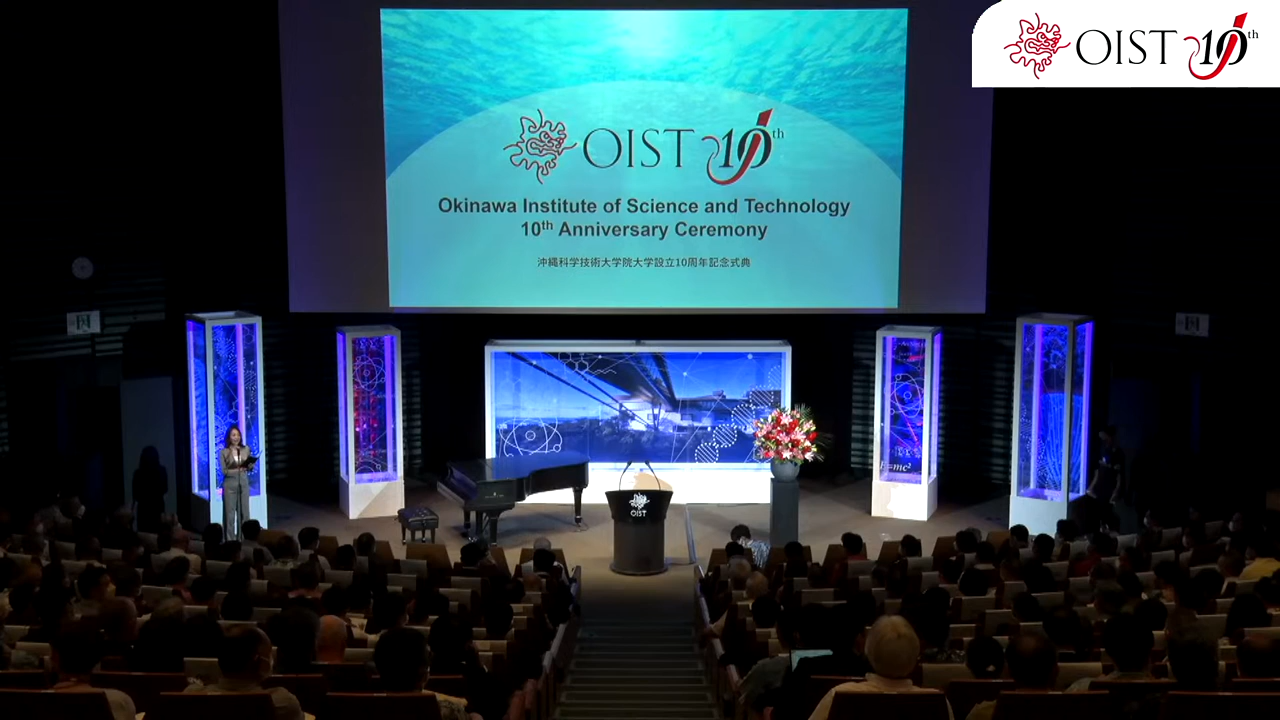 OIST 10th
OIST 10th
Okinawa Institute of Science and Technology
10th Anniversary Ceremony
沖縄科学技術大学院大学設立10周年記念式典
E=mc²
OIST